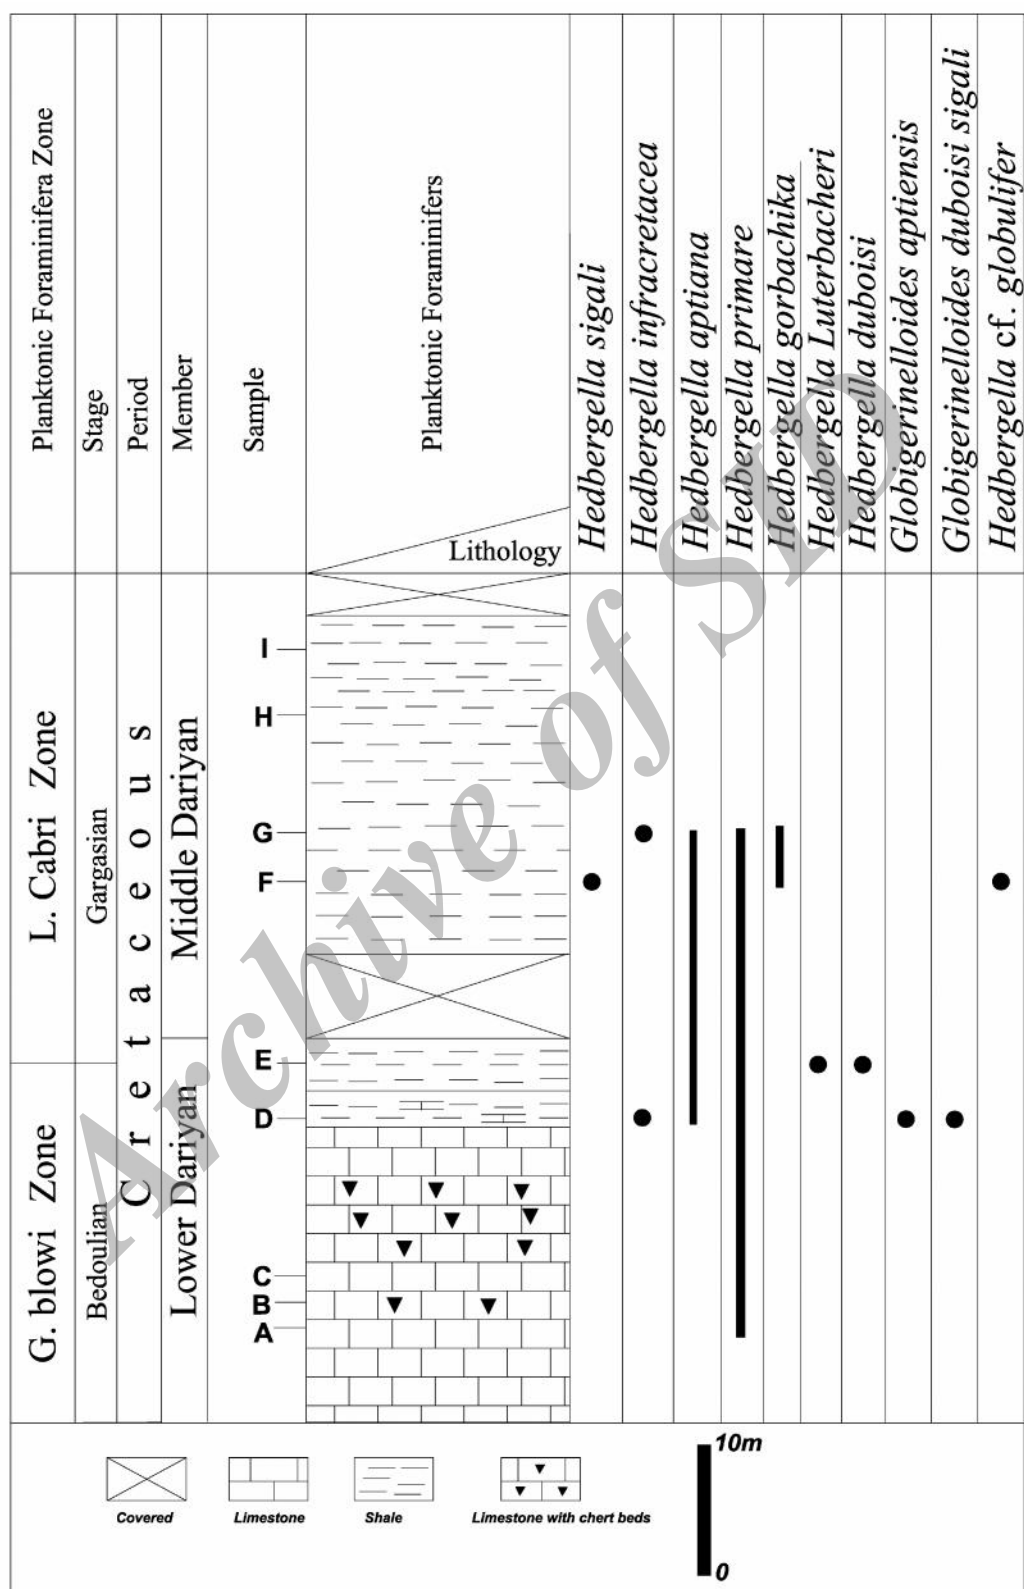 Planktonic Foraminifera Zone
Stage
Period
Member
Sample
Planktonic Foraminifers
Lithology
Hedbergella sigali
Hedbergella infracretacea
Hedbergella aptiana
Hedbergella primare
Hedbergella gorbachika
Hedbergella Luterbacheri
Hedbergella duboisi
Globigerinelloides aptiensis
Globigerinelloides duboisi sigali
Hedbergella cf. globulifer
L. Cabri Zone
G. blowi Zone
Gargasian
Bedoulian
Cretaceous
Middle Dariyan
Lower Dariyan
I
H
G
F
E
D
C
B
A
Archive of SID
Covered
Limestone
Shale
Limestone with chert beds
10m
0